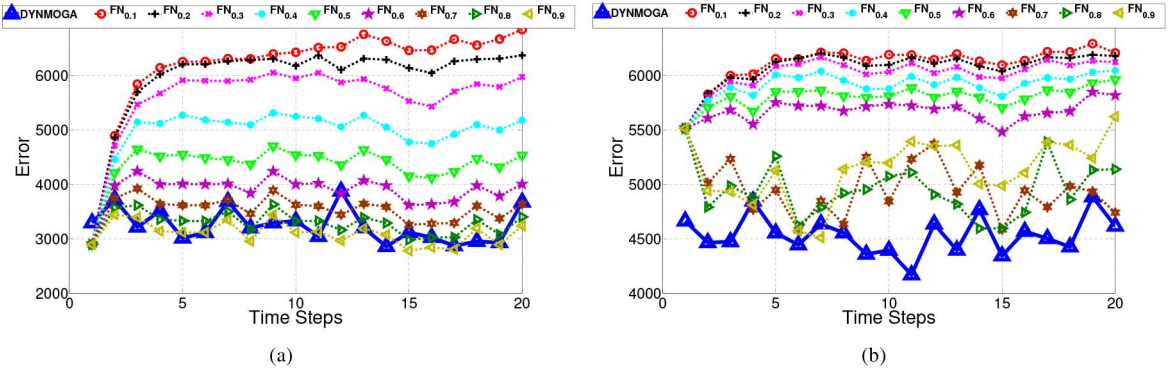 DYNMOGA FN0.1 FN0.2 FN0.3 FN0.4 FN0.5 FN0.6 FN0.7 FN0.8 FN0.9
6000
5000
4000
3000
2000
Error
0 5 10 15 20
Time Steps
(a)
DYNMOGA FN0.1 FN0.2 FN0.3 FN0.4 FN0.5 FN0.6 FN0.7 FN0.8 FN0.9
6000
5500
5000
4500
4000
Error
0 5 10 15 20
Time Steps
(b)